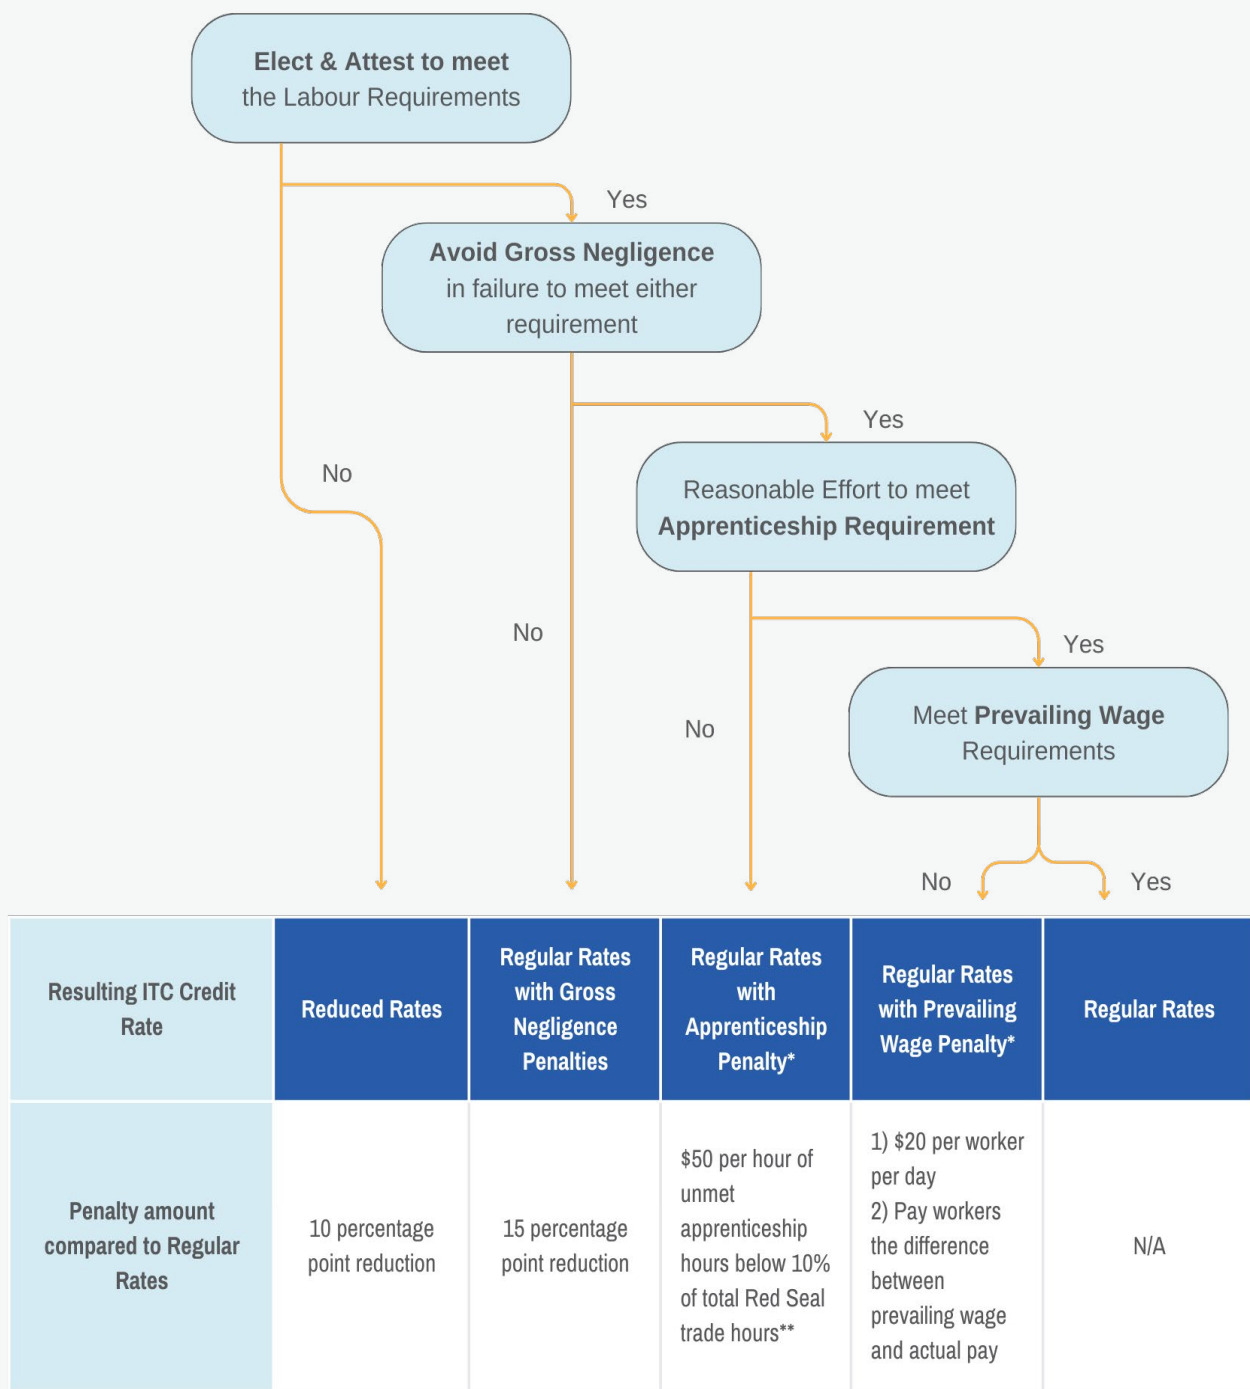 Elect & Attest to meet
the Labour Requirements
Yes
Avoid Gross Negligence
in failure to meet either
requirement
Yes
No
Reasonable Effort to meet
Apprenticeship Requirement
No
Yes
No
Meet Prevailing Wage
Requirements
No
Yes
Resulting ITC Credit
Rate
Reduced Rates
Regular Rates
with Gross
Negligence
Penalties
Regular Rates
with
Apprenticeship
Penalty*
Regular Rates
with Prevailing
Wage Penalty*
Regular Rates
Penalty amount
compared to Regular
Rates
10 percentage
point reduction
15 percentage
point reduction
$50 per hour of
unmet
apprenticeship
hours below 10%
of total Red Seal
trade hours**
1) $20 per worker
per day
2) Pay workers
the difference
between
prevailing wage
and actual pay
N/A